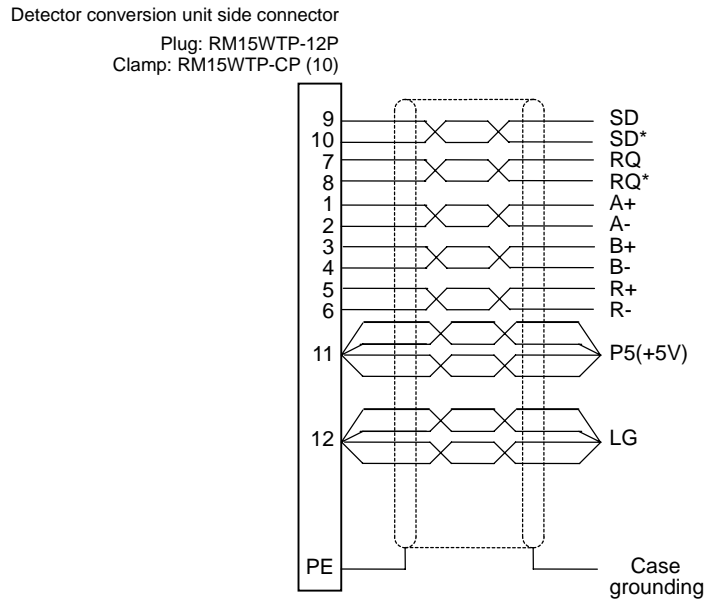 Detector conversion unit side connector
Plug: RM15WTP-12P
Clamp: RM15WTP-CP (10)
9 SD
10 SD*
7 RQ
8 RQ*
1 A+
2 A-
3 B+
4 B-
5 R+
6 R-
11 P5(+5V)
12 LG
PE Case
grounding